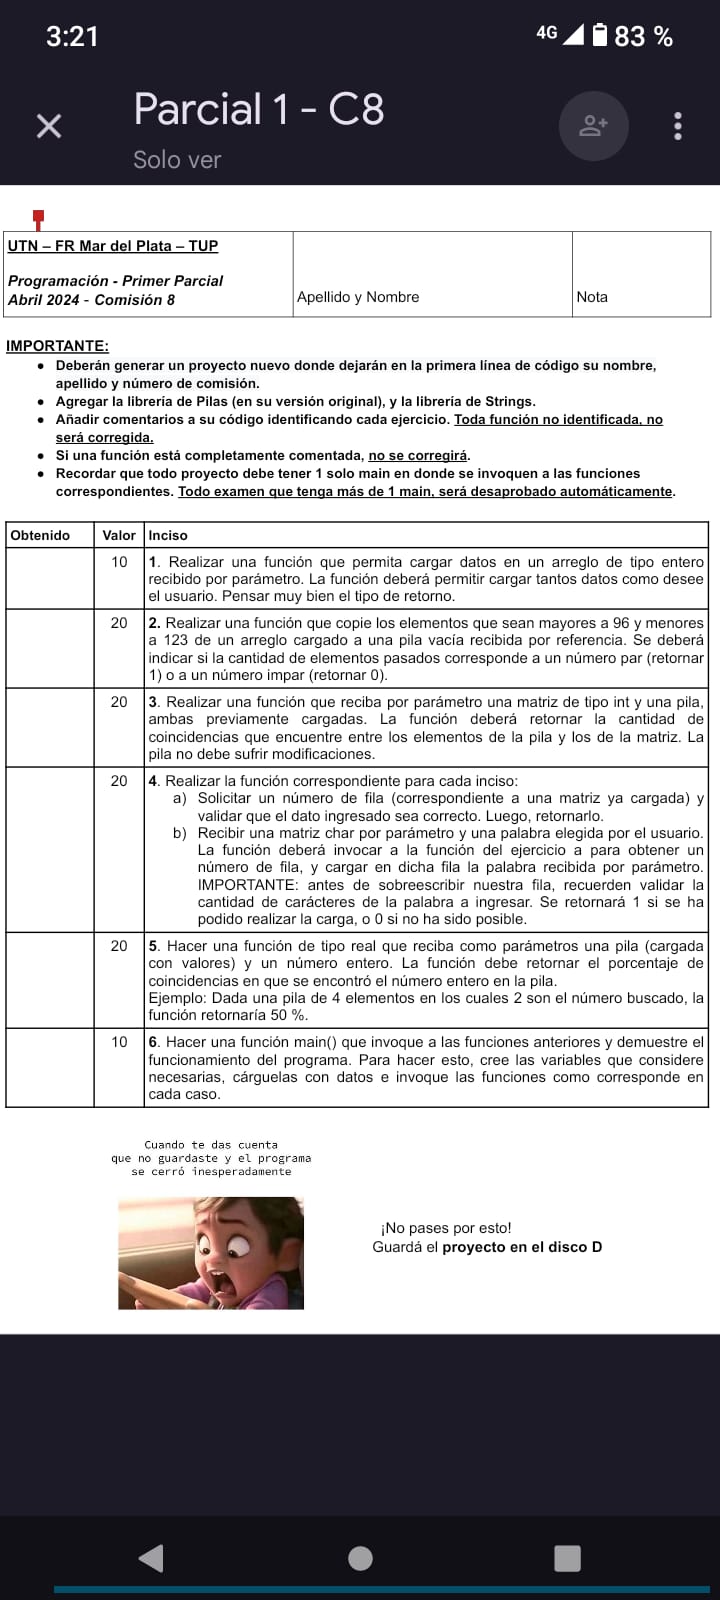 3:21
4G 83 %
Parcial 1 - C8
Solo ver
UTN – FR Mar del Plata – TUP
Programación - Primer Parcial
Abril 2024 - Comisión 8
Apellido y Nombre
Nota
IMPORTANTE:
● Deberán generar un proyecto nuevo donde dejarán en la primera línea de código su nombre,
apellido y número de comisión.
● Agregar la librería de Pilas (en su versión original), y la librería de Strings.
● Añadir comentarios a su código identificando cada ejercicio. Toda función no identificada, no
será corregida.
● Si una función está completamente comentada, no se corregirá.
● Recordar que todo proyecto debe tener 1 solo main en donde se invoquen a las funciones
correspondientes. Todo examen que tenga más de 1 main, será desaprobado automáticamente.
Obtenido Valor Inciso
10 1. Realizar una función que permita cargar datos en un arreglo de tipo entero
recibido por parámetro. La función deberá permitir cargar tantos datos como desee
el usuario. Pensar muy bien el tipo de retorno.
20 2. Realizar una función que copie los elementos que sean mayores a 96 y menores
a 123 de un arreglo cargado a una pila vacía recibida por referencia. Se deberá
indicar si la cantidad de elementos pasados corresponde a un número par (retornar
1) o a un número impar (retornar 0).
20 3. Realizar una función que reciba por parámetro una matriz de tipo int y una pila,
ambas previamente cargadas. La función deberá retornar la cantidad de
coincidencias que encuentre entre los elementos de la pila y los de la matriz. La
pila no debe sufrir modificaciones.
20 4. Realizar la función correspondiente para cada inciso:
a) Solicitar un número de fila (correspondiente a una matriz ya cargada) y
validar que el dato ingresado sea correcto. Luego, retornarlo.
b) Recibir una matriz char por parámetro y una palabra elegida por el usuario.
La función deberá invocar a la función del ejercicio a para obtener un
número de fila, y cargar en dicha fila la palabra recibida por parámetro.
IMPORTANTE: antes de sobreescribir nuestra fila, recuerden validar la
cantidad de carácteres de la palabra a ingresar. Se retornará 1 si se ha
podido realizar la carga, o 0 si no ha sido posible.
20 5. Hacer una función de tipo real que reciba como parámetros una pila (cargada
con valores) y un número entero. La función debe retornar el porcentaje de
coincidencias en que se encontró el número entero en la pila.
Ejemplo: Dada una pila de 4 elementos en los cuales 2 son el número buscado, la
función retornaría 50 %.
10 6. Hacer una función main() que invoque a las funciones anteriores y demuestre el
funcionamiento del programa. Para hacer esto, cree las variables que considere
necesarias, cárguelas con datos e invoque las funciones como corresponde en
cada caso.
Cuando te das cuenta
que no guardaste y el programa
se cerró inesperadamente
¡No pases por esto!
Guardá el proyecto en el disco D